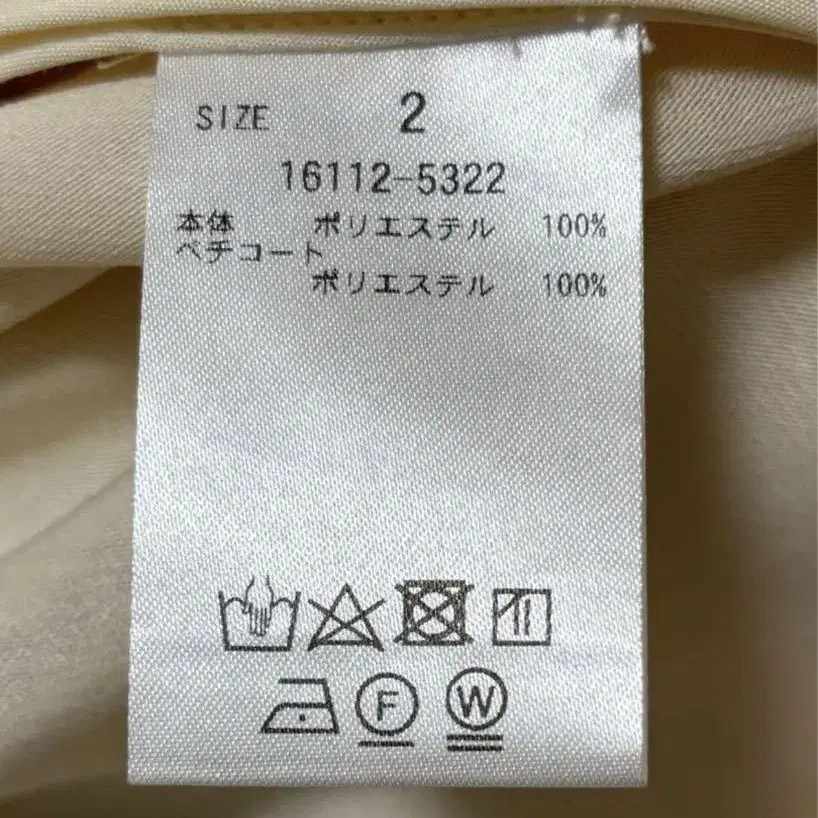 SIZE 2
16112-5322
本体 ポリエステル 100%
ペチコート
ポリエステル 100%
F W